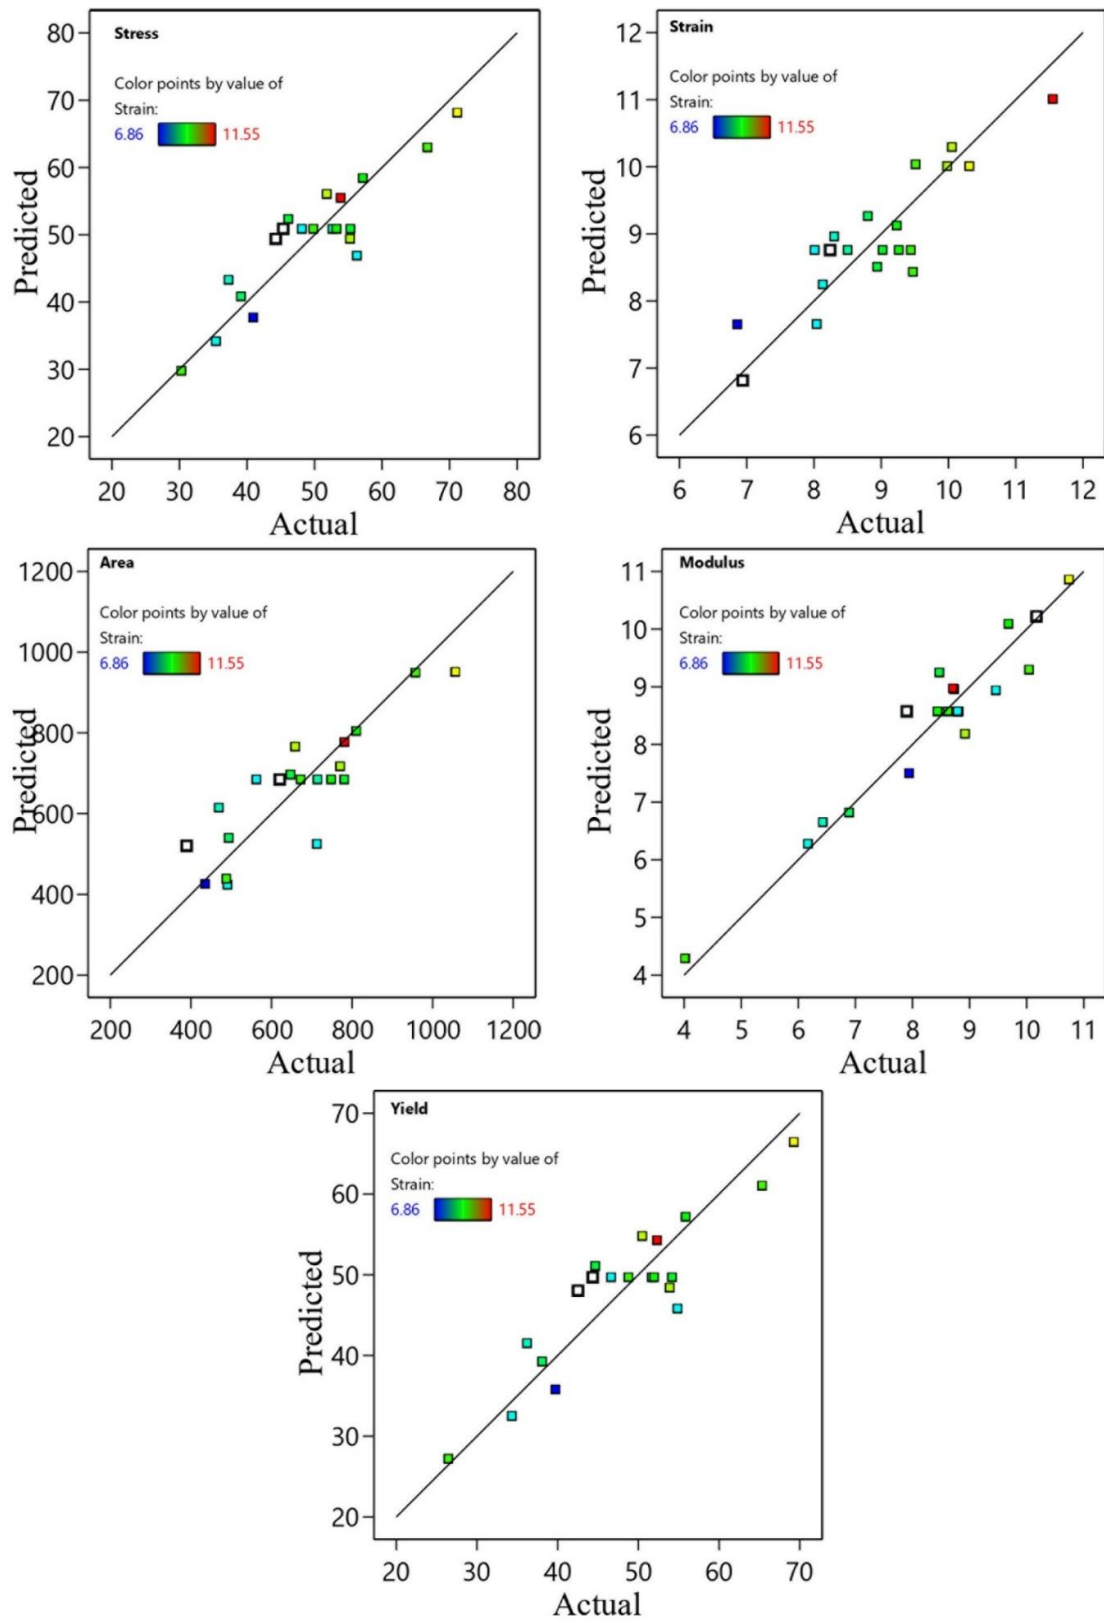 Stress
Color points by value of
Strain:
6.86 11.55
80
70
60
50
40
30
20
Predicted
20 30 40 50 60 70 80
Actual
Strain
Color points by value of
Strain:
6.86 11.55
12
11
10
9
8
7
6
Predicted
6 7 8 9 10 11 12
Actual
Area
Color points by value of
Strain:
6.86 11.55
1200
1000
800
600
400
200
Predicted
200 400 600 800 1000 1200
Actual
Modulus
Color points by value of
Strain:
6.86 11.55
11
10
9
8
7
6
5
4
Predicted
4 5 6 7 8 9 10 11
Actual
Yield
Color points by value of
Strain:
6.86 11.55
70
60
50
40
30
20
Predicted
20 30 40 50 60 70
Actual